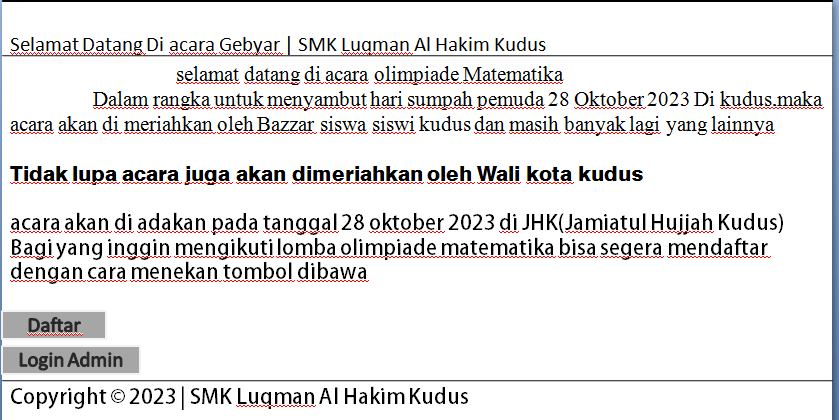 Selamat Datang Di acara Gebyar | SMK Luqman Al Hakim Kudus
selamat datang di acara olimpiade Matematika
Dalam rangka untuk menyambut hari sumpah pemuda 28 Oktober 2023 Di kudus.maka
acara akan di meriahkan oleh Bazzar siswa siswi kudus dan masih banyak lagi yang lainnya
Tidak lupa acara juga akan dimeriahkan oleh Wali kota kudus
acara akan di adakan pada tanggal 28 oktober 2023 di JHK(Jamiatul Hujjah Kudus)
Bagi yang inggin mengikuti lomba olimpiade matematika bisa segera mendaftar
dengan cara menekan tombol dibawa
Daftar
Login Admin
Copyright © 2023 | SMK Luqman Al Hakim Kudus